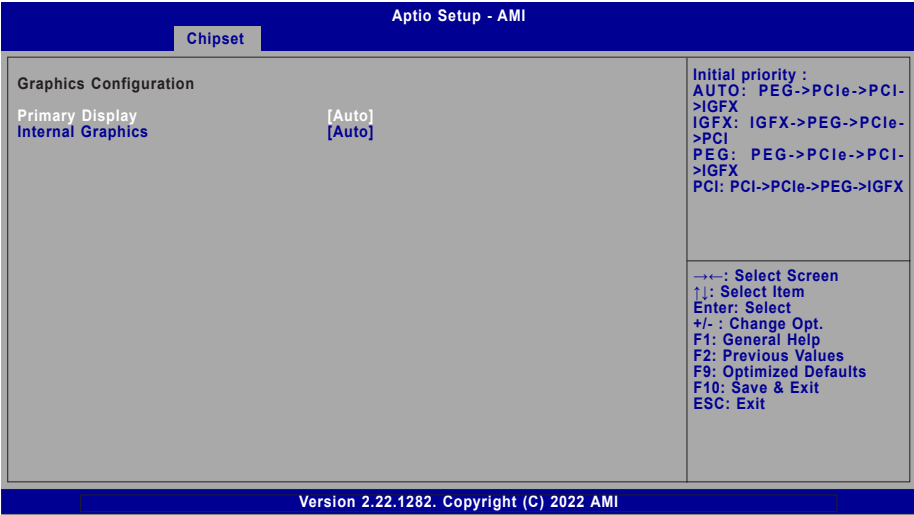 Aptio Setup - AMI
Chipset
Graphics Configuration
Primary Display [Auto]
Internal Graphics [Auto]
Initial priority :
AUTO: PEG->PCIe->PCI-
>IGFX
IGFX: IGFX->PEG->PCIe-
>PCI
PEG: PEG->PCIe->PCI-
>IGFX
PCI: PCI->PCIe->PEG->IGFX
→←: Select Screen
↑↓: Select Item
Enter: Select
+/- : Change Opt.
F1: General Help
F2: Previous Values
F9: Optimized Defaults
F10: Save & Exit
ESC: Exit
Version 2.22.1282. Copyright (C) 2022 AMI